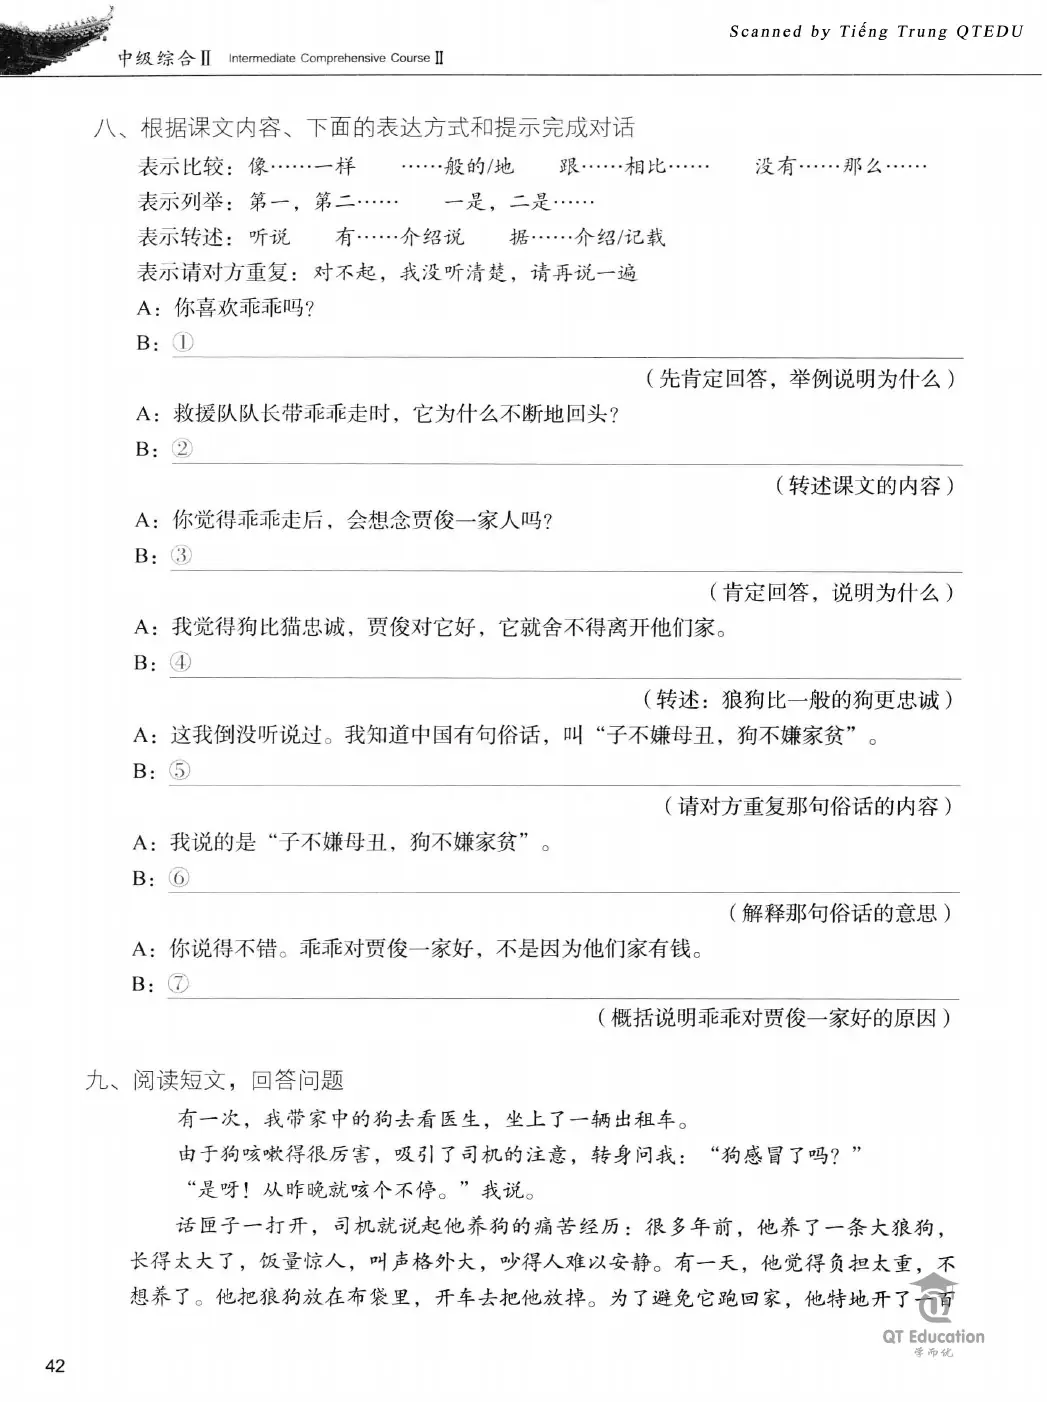 Scanned by Tiếng Trung QTEDU
中级综合Ⅱ Intermediate Comprehensive Course Ⅱ
八、根据课文内容、下面的表达方式和提示完成对话
表示比较：像……一样 ……般的/地 跟……相比…… 没有……那么……
表示列举：第一，第二…… 一是，二是……
表示转述：听说 有……介绍说 据……介绍/记载
表示请对方重复：对不起，我没听清楚，请再说一遍
A：你喜欢乖乖吗？
B：①
（先肯定回答，举例说明为什么）
A：救援队队长带乖乖走时，它为什么不断地回头？
B：②
（转述课文的内容）
A：你觉得乖乖走后，会想念贾俊一家人吗？
B：③
（肯定回答，说明为什么）
A：我觉得狗比猫忠诚，贾俊对它好，它就舍不得离开他们家。
B：④
（转述：狼狗比一般的狗更忠诚）
A：这我倒没听说过。我知道中国有句俗话，叫“子不嫌母丑，狗不嫌家贫”。
B：⑤
（请对方重复那句俗话的内容）
A：我说的是“子不嫌母丑，狗不嫌家贫”。
B：⑥
（解释那句俗话的意思）
A：你说得不错。乖乖对贾俊一家好，不是因为他们家有钱。
B：⑦
（概括说明乖乖对贾俊一家好的原因）
九、阅读短文，回答问题
有一次，我带家中的狗去看医生，坐上了一辆出租车。
由于狗咳嗽得很厉害，吸引了司机的注意，转身问我：“狗感冒了吗？”
“是呀！从昨晚就咳个不停。”我说。
话匣子一打开，司机就说起他养狗的痛苦经历：很多年前，他养了一条大狼狗，
长得太大了，饭量惊人，叫声格外大，吵得人难以安静。有一天，他觉得负担太重，不
想养了。他把狼狗放在布袋里，开车去把他放掉。为了避免它跑回家，他特地开了一百
QT Education
学而优
42